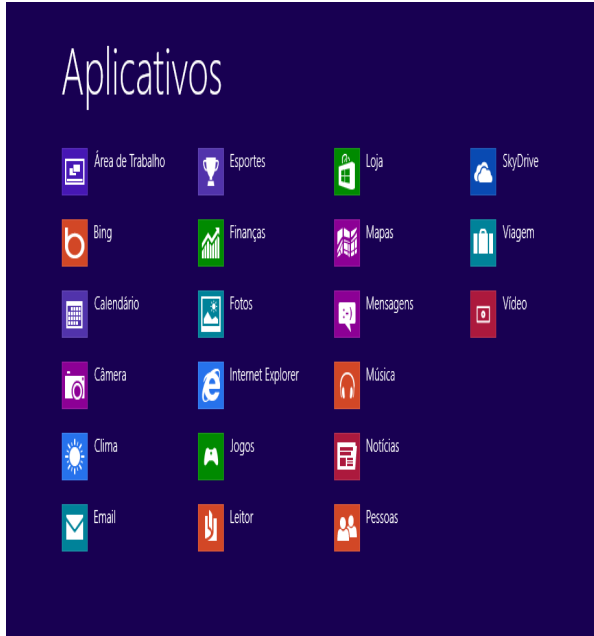 Aplicativos
Área de Trabalho
Bing
Calendário
Câmera
Clima
Email
Esportes
Finanças
Fotos
Internet Explorer
Jogos
Leitor
Loja
Mapas
Mensagens
Música
Notícias
Pessoas
SkyDrive
Viagem
Vídeo